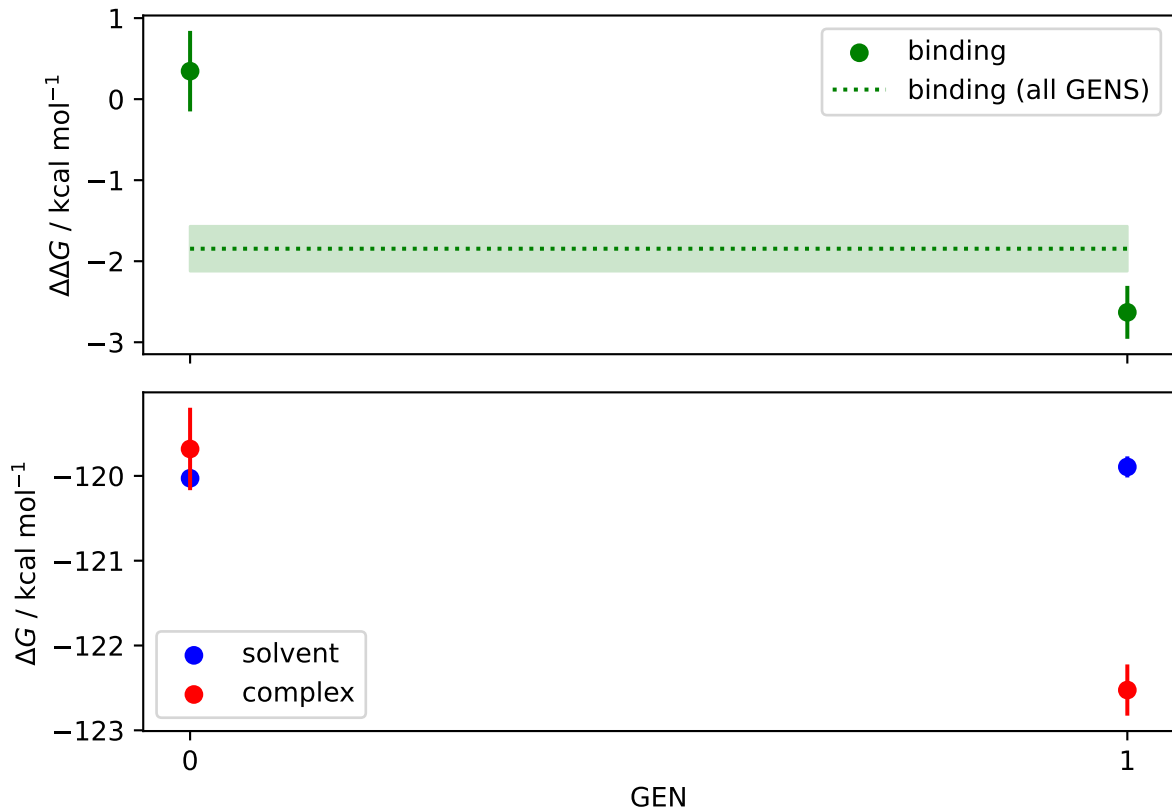 1
0
−1
−2
−3
ΔΔG / kcal mol⁻¹
binding
binding (all GENS)
−120
−121
−122
−123
ΔG / kcal mol⁻¹
solvent
complex
0
1
GEN